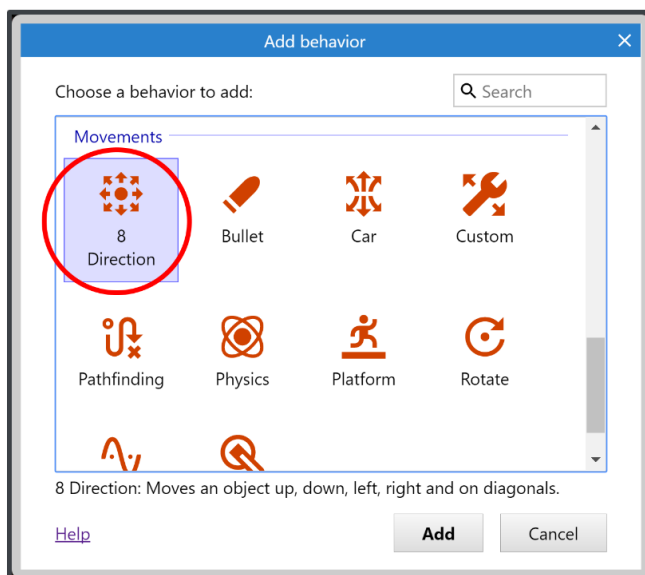 Add behavior
Choose a behavior to add:
Search
Movements
8
Direction
Bullet
Car
Custom
Pathfinding
Physics
Platform
Rotate
8 Direction: Moves an object up, down, left, right and on diagonals.
Help
Add
Cancel